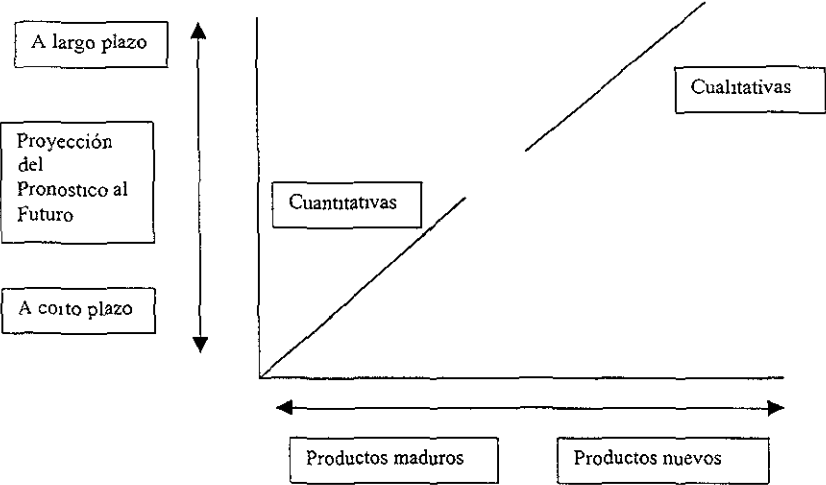 A largo plazo
Cualitativas
Proyección
del
Pronostico al
Futuro
Cuantitativas
A corto plazo
Productos maduros
Productos nuevos